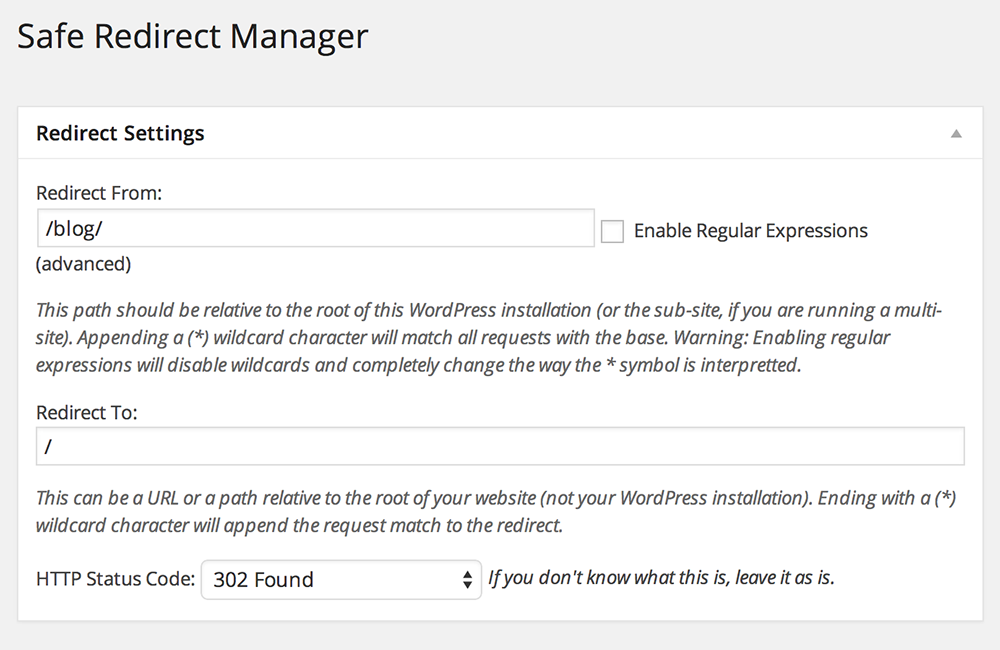 Safe Redirect Manager
Redirect Settings
Redirect From:
/blog/
Enable Regular Expressions
(advanced)
This path should be relative to the root of this WordPress installation (or the sub-site, if you are running a multi-
site). Appending a (*) wildcard character will match all requests with the base. Warning: Enabling regular
expressions will disable wildcards and completely change the way the * symbol is interpretted.
Redirect To:
/
This can be a URL or a path relative to the root of your website (not your WordPress installation). Ending with a (*)
wildcard character will append the request match to the redirect.
HTTP Status Code: 302 Found If you don't know what this is, leave it as is.